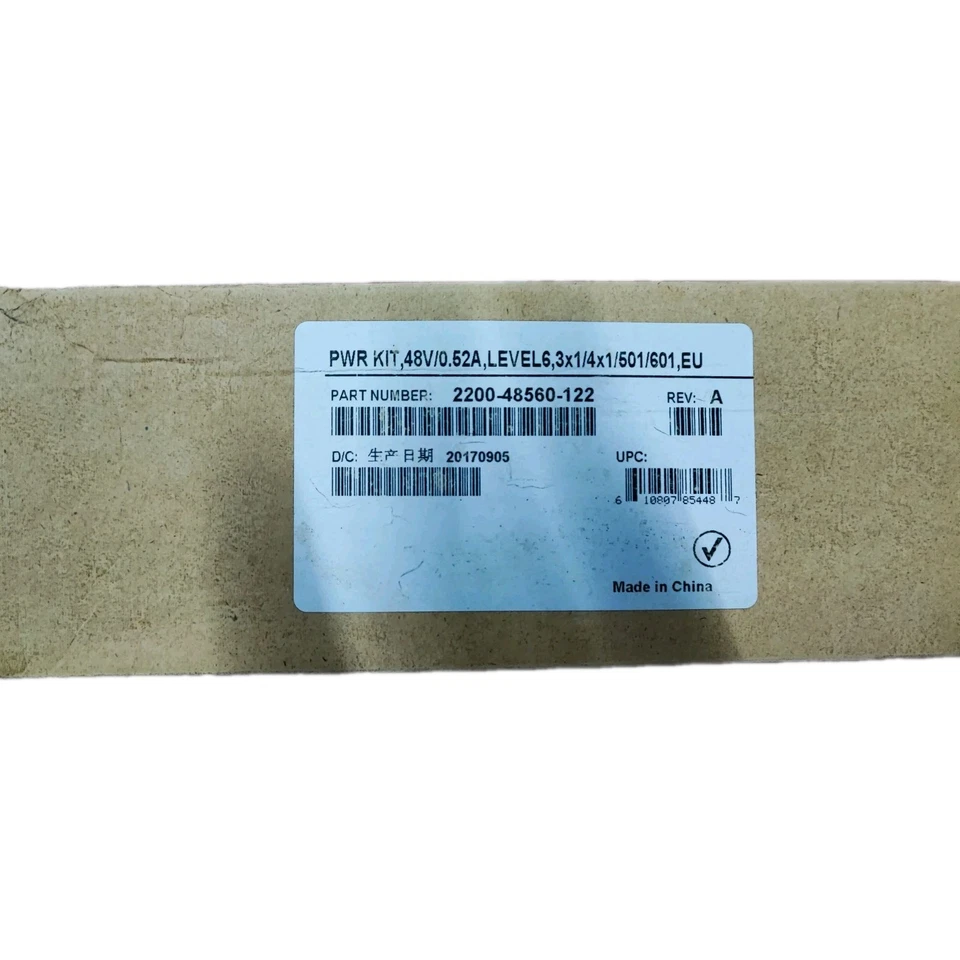 PWR KIT,48V/0.52A,LEVEL6,3x1/4x1/501/601,EU
PART NUMBER: 2200-48560-122 REV: A
D/C: 生产日期 20170905 UPC:
6 10807 85448 7
Made in China